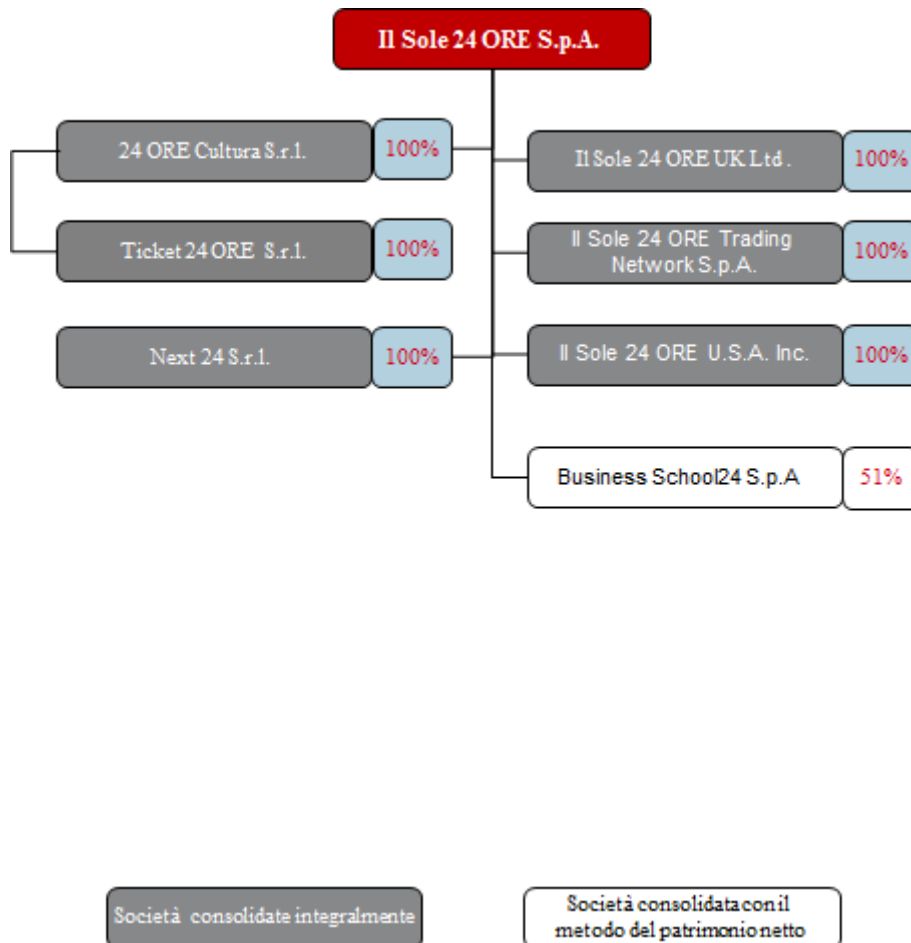 Il Sole 24 ORE S.p.A.
24 ORE Cultura S.r.l.
100%
Ticket 24 ORE S.r.l.
100%
Next 24 S.r.l.
100%
Il Sole 24 ORE UK Ltd.
100%
Il Sole 24 ORE Trading
Network S.p.A.
100%
Il Sole 24 ORE U.S.A. Inc.
100%
Business School24 S.p.A
51%
Società consolidate integralmente
Società consolidata con il
metodo del patrimonio netto